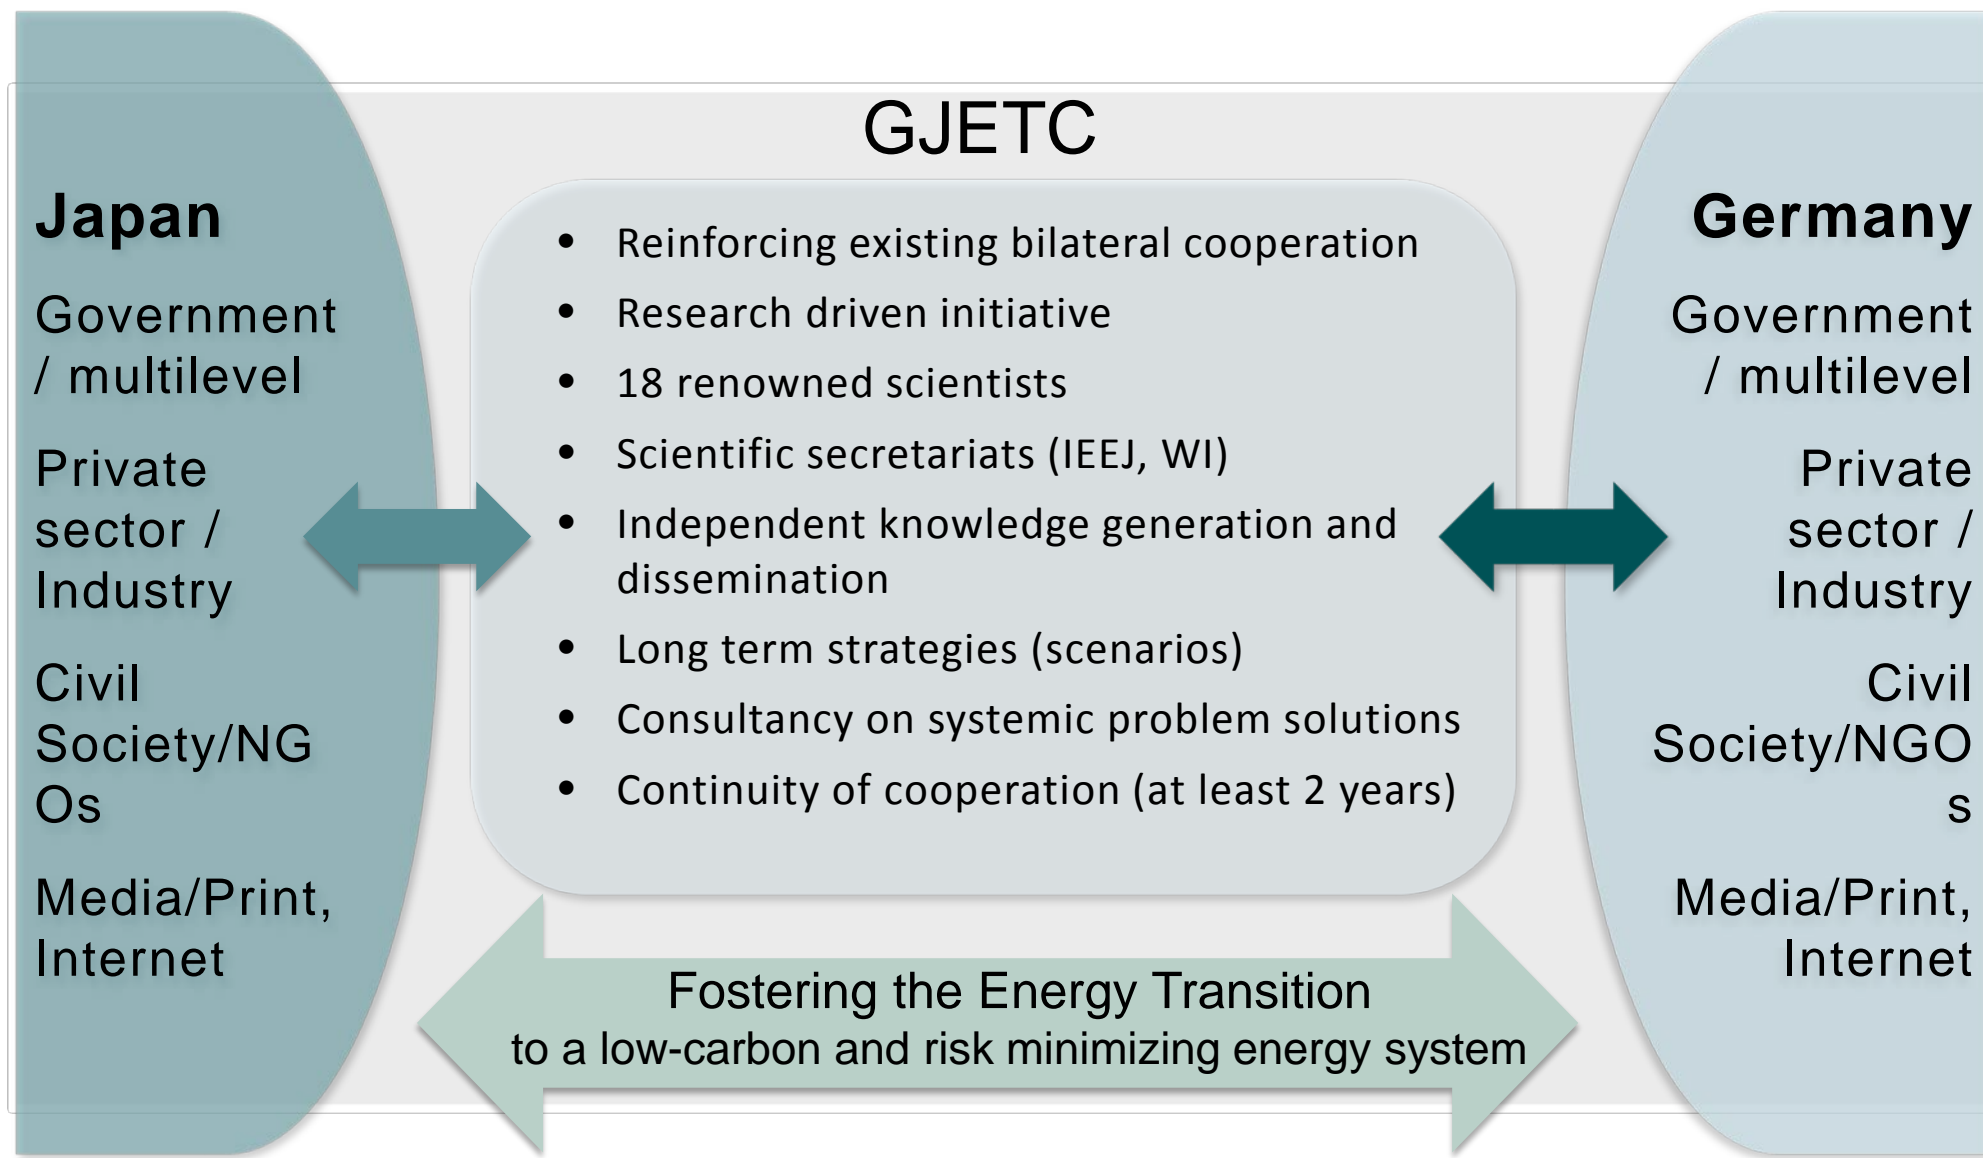 GJETC
Japan
Government
/ multilevel
Private
sector /
Industry
Civil
Society/NG
Os
Media/Print,
Internet
• Reinforcing existing bilateral cooperation
• Research driven initiative
• 18 renowned scientists
• Scientific secretariats (IEEJ, WI)
• Independent knowledge generation and
dissemination
• Long term strategies (scenarios)
• Consultancy on systemic problem solutions
• Continuity of cooperation (at least 2 years)
Germany
Government
/ multilevel
Private
sector /
Industry
Civil
Society/NGO
s
Media/Print,
Internet
Fostering the Energy Transition
to a low-carbon and risk minimizing energy system